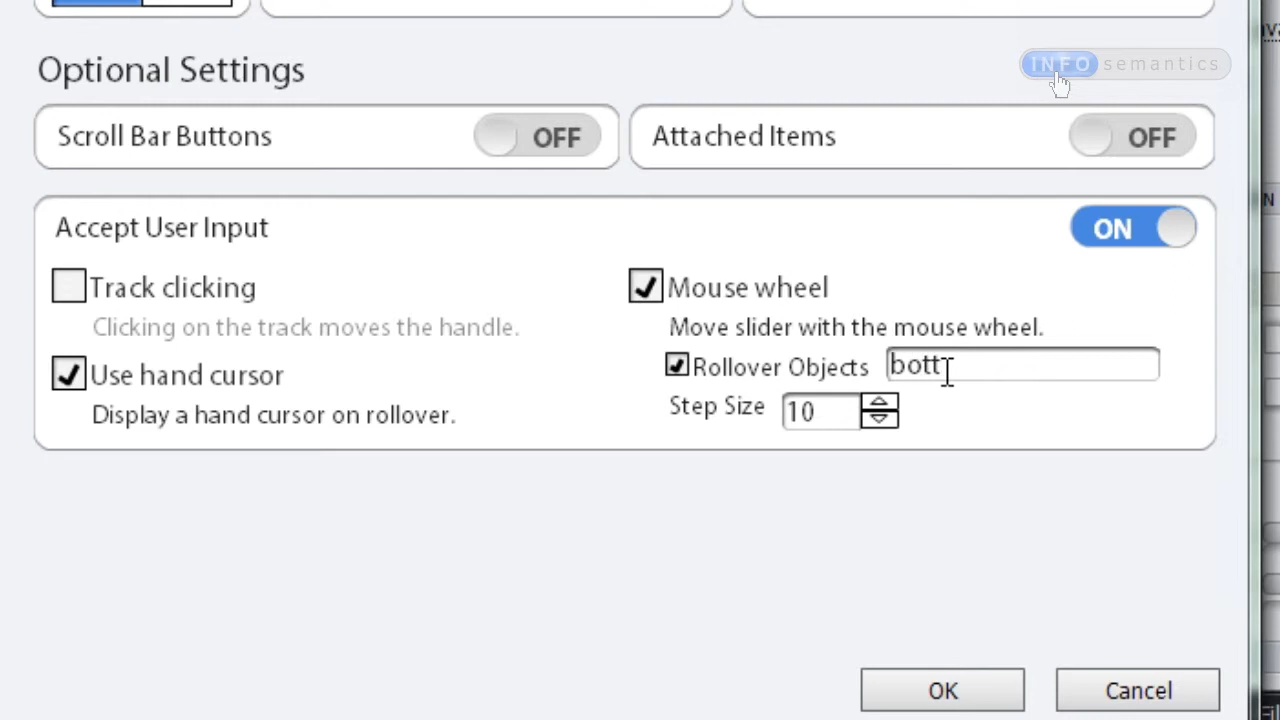 Optional Settings
INFO semantics
Scroll Bar Buttons OFF
Attached Items OFF
Accept User Input ON
Track clicking
Clicking on the track moves the handle.
Use hand cursor
Display a hand cursor on rollover.
Mouse wheel
Move slider with the mouse wheel.
Rollover Objects bott
Step Size 10
OK Cancel